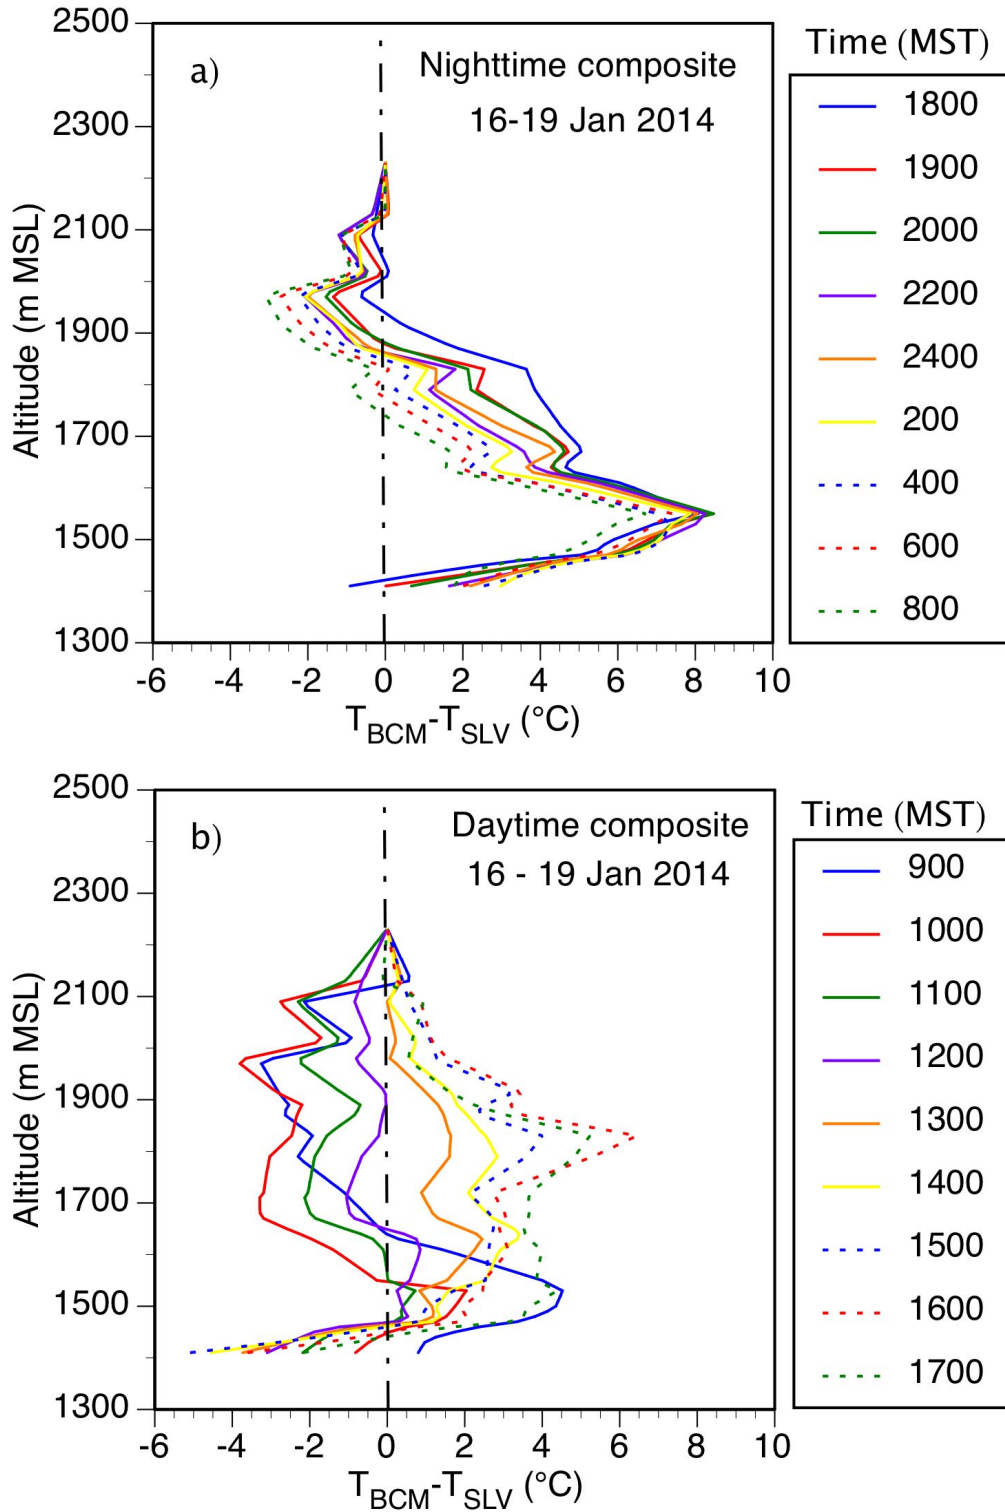 2500
2300
2100
1900
1700
1500
1300
Altitude (m MSL)
a)
Nighttime composite
16-19 Jan 2014
-6 -4 -2 0 2 4 6 8 10
T_BCM-T_SLV (°C)
Time (MST)
1800
1900
2000
2200
2400
200
400
600
800
2500
2300
2100
1900
1700
1500
1300
Altitude (m MSL)
b)
Daytime composite
16 - 19 Jan 2014
-6 -4 -2 0 2 4 6 8 10
T_BCM-T_SLV (°C)
Time (MST)
900
1000
1100
1200
1300
1400
1500
1600
1700